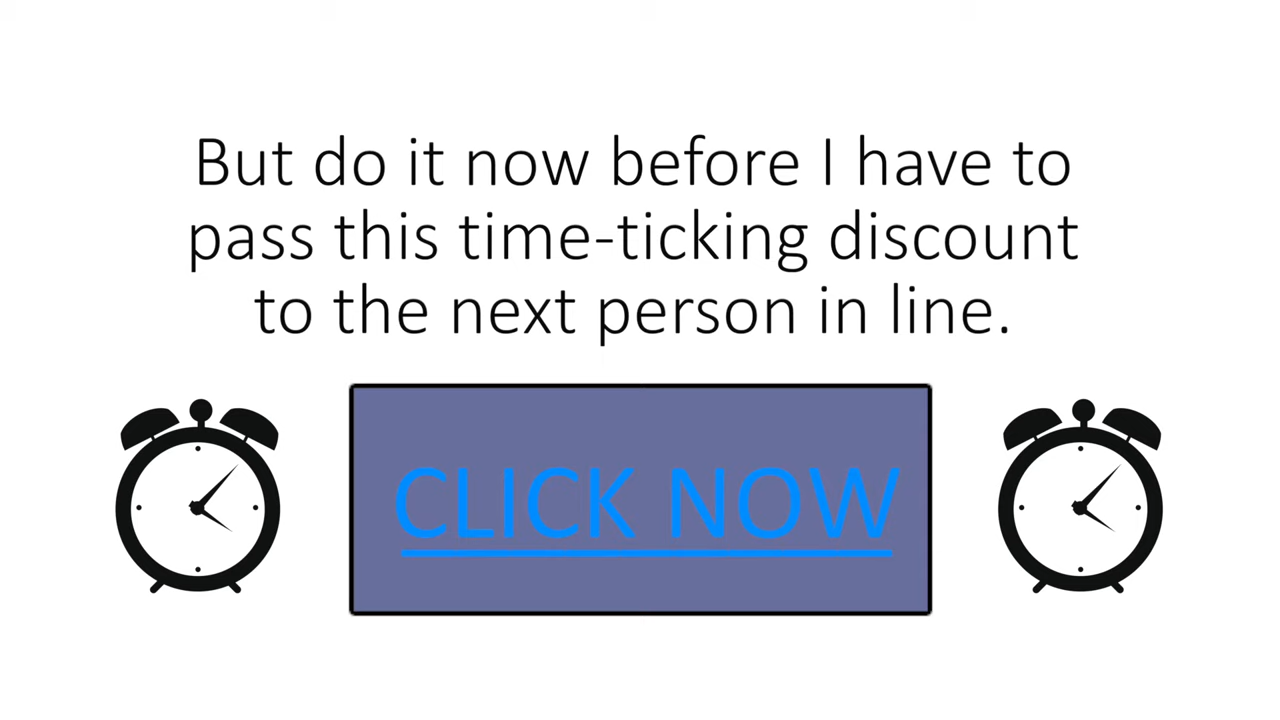 But do it now before I have to
pass this time-ticking discount
to the next person in line.
CLICK NOW